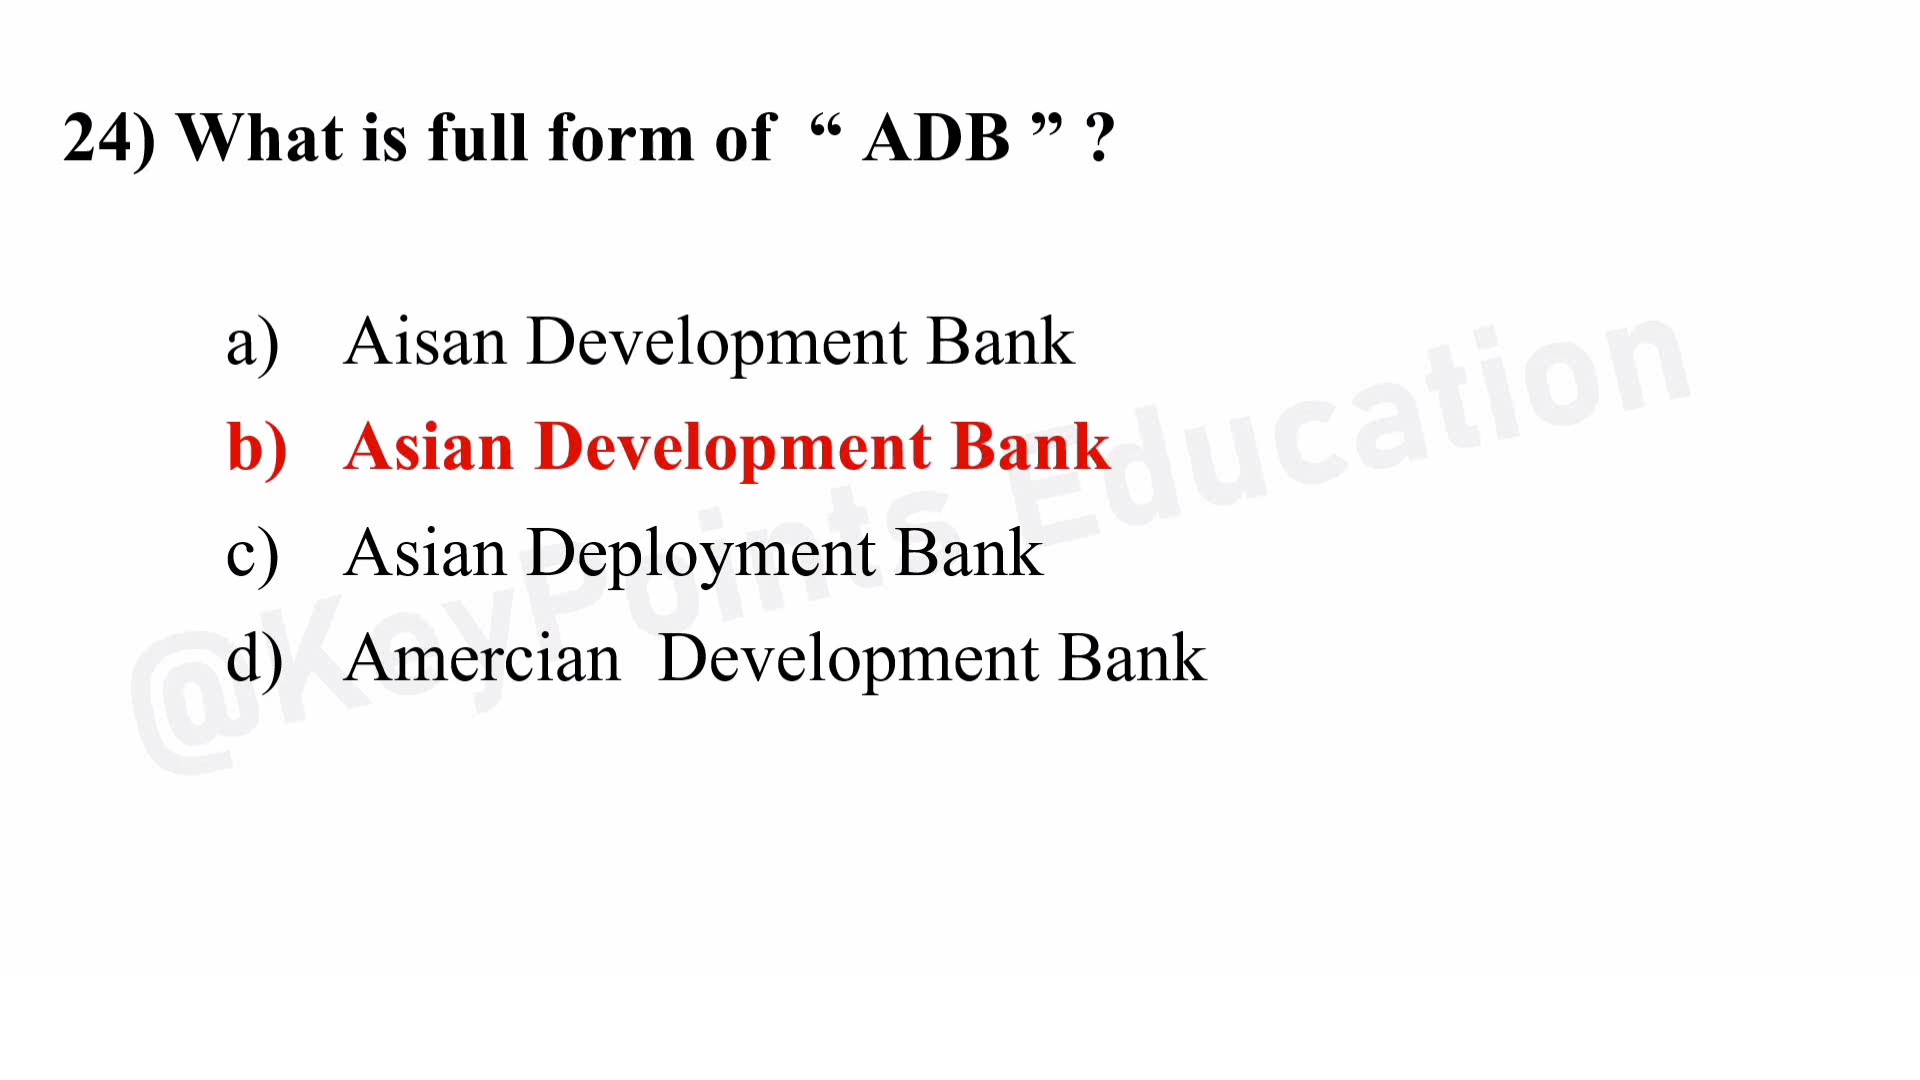 24) What is full form of “ ADB ” ?
a) Aisan Development Bank
b) Asian Development Bank
c) Asian Deployment Bank
d) Amercian Development Bank
@KeyPoints Education